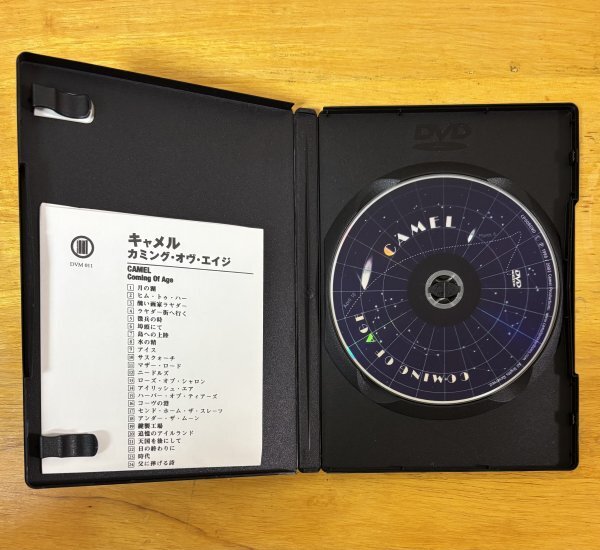 DVM 011
キャメル
カミング・オヴ・エイジ
CAMEL
Coming Of Age
1 月の湖
2 ヒム・トゥ・ハー
3 醜い画家ラヤダー
4 ラヤダー街へ行く
5 徴兵の時
6 埠頭にて
7 島への上陸
8 水の精
9 アイス
10 サスクォーチ
11 マザー・ロード
12 ニードルズ
13 ローズ・オブ・シャロン
14 アイリッシュ・エア
15 ハーバー・オブ・ティアーズ
16 コーヴの港
17 センド・ホーム・ザ・スレーツ
18 アンダー・ザ・ムーン
19 縫製工場
20 追憶のアイルランド
21 天国を後にして
22 日の終わりに
23 時代
24 父に捧げる詩
DVD
CAMEL
DVD
COMING OF AGE